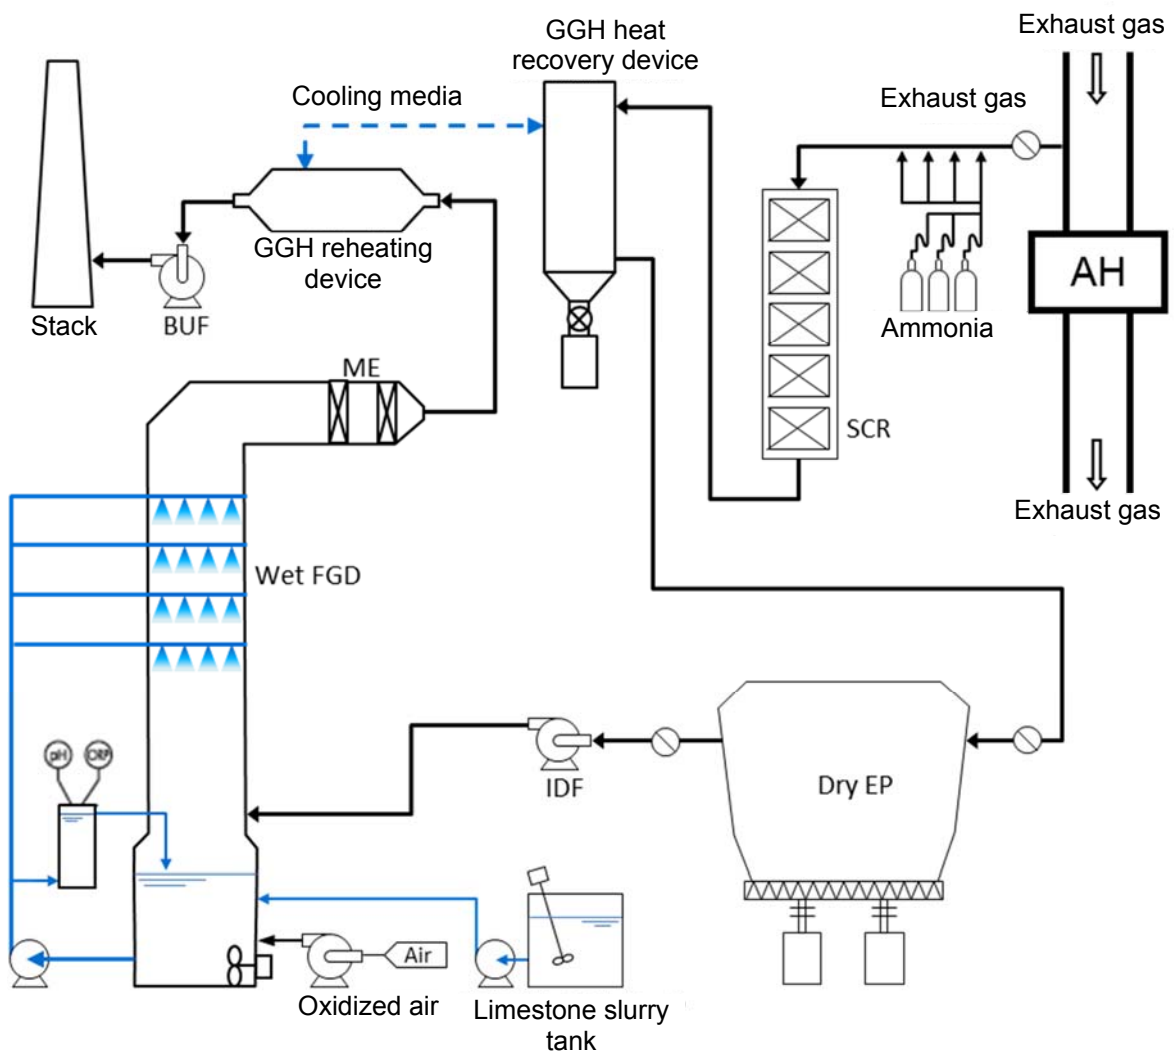 Exhaust gas
GGH heat
recovery device
Cooling media
Exhaust gas
GGH reheating
device
AH
Stack
BUF
Ammonia
ME
SCR
Exhaust gas
Wet FGD
pH
ORP
IDF
Dry EP
Air
Oxidized air
Limestone slurry
tank